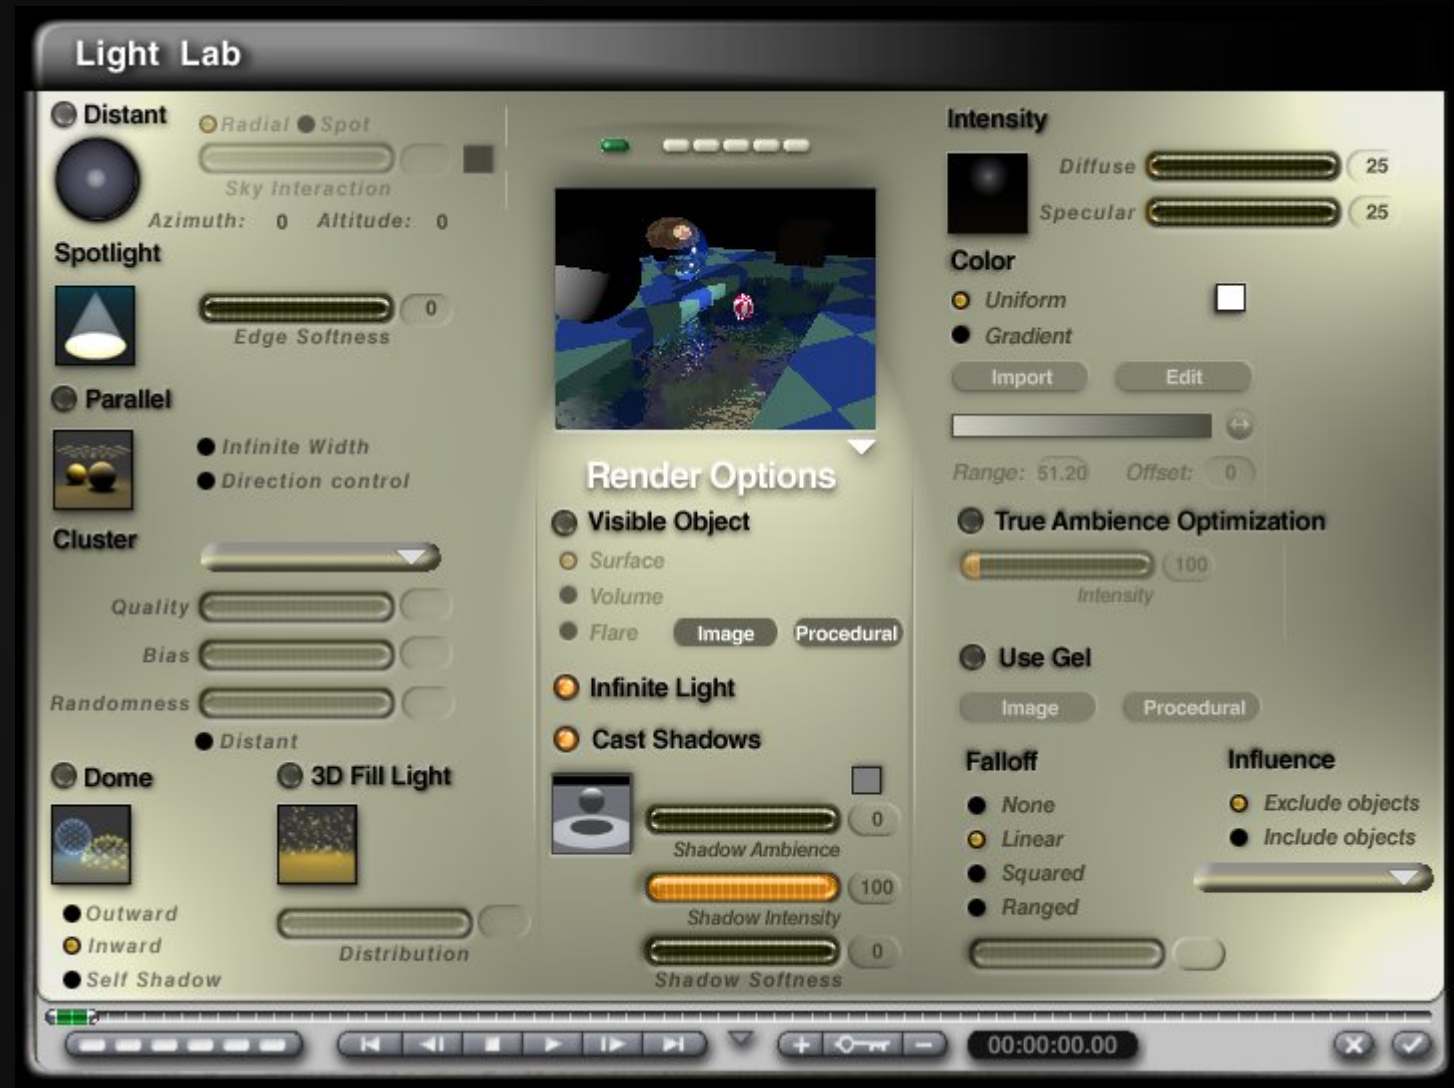 Light Lab
Distant
Radial Spot
Sky Interaction
Azimuth: 0 Altitude: 0
Spotlight
0
Edge Softness
Parallel
Infinite Width
Direction control
Cluster
Quality
Bias
Randomness
Distant
Dome
3D Fill Light
Outward
Inward
Self Shadow
Distribution
Render Options
Visible Object
Surface
Volume
Flare Image Procedural
Infinite Light
Cast Shadows
0
Shadow Ambience
100
Shadow Intensity
0
Shadow Softness
Intensity
Diffuse 25
Specular 25
Color
Uniform
Gradient
Import Edit
Range: 51.20 Offset: 0
True Ambience Optimization
100
Intensity
Use Gel
Image Procedural
Falloff
None
Linear
Squared
Ranged
Influence
Exclude objects
Include objects
00:00:00.00